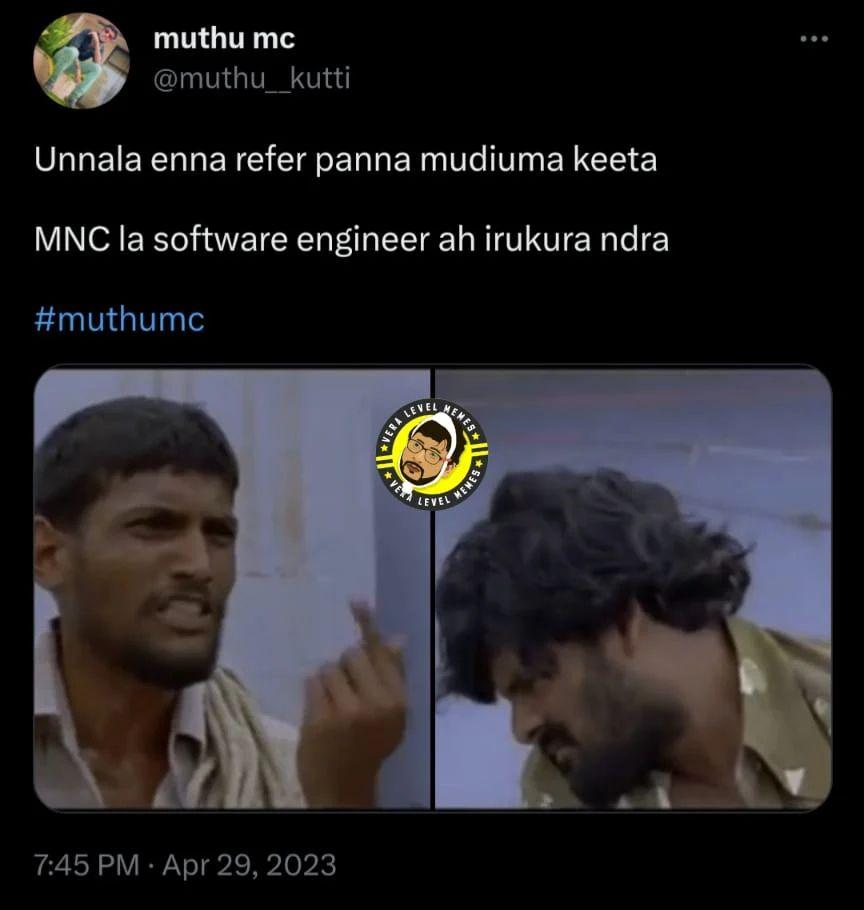 muthu mc
@muthu__kutti
Unnala enna refer panna mudiuma keeta
MNC la software engineer ah irukura ndra
#muthumc
VERA LEVEL MEMES
VERA LEVEL MEMES
7:45 PM · Apr 29, 2023